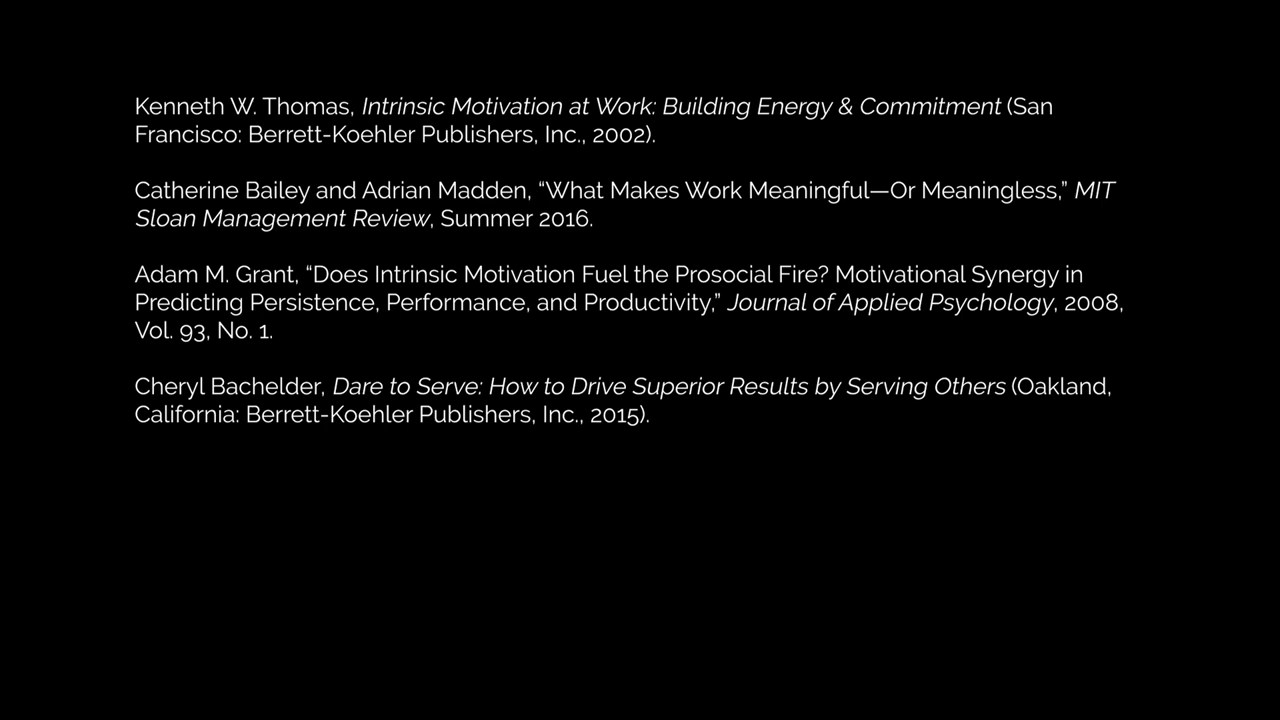 Kenneth W. Thomas, Intrinsic Motivation at Work: Building Energy & Commitment (San
Francisco: Berrett-Koehler Publishers, Inc., 2002).
Catherine Bailey and Adrian Madden, “What Makes Work Meaningful—Or Meaningless,” MIT
Sloan Management Review, Summer 2016.
Adam M. Grant, “Does Intrinsic Motivation Fuel the Prosocial Fire? Motivational Synergy in
Predicting Persistence, Performance, and Productivity,” Journal of Applied Psychology, 2008,
Vol. 93, No. 1.
Cheryl Bachelder, Dare to Serve: How to Drive Superior Results by Serving Others (Oakland,
California: Berrett-Koehler Publishers, Inc., 2015).